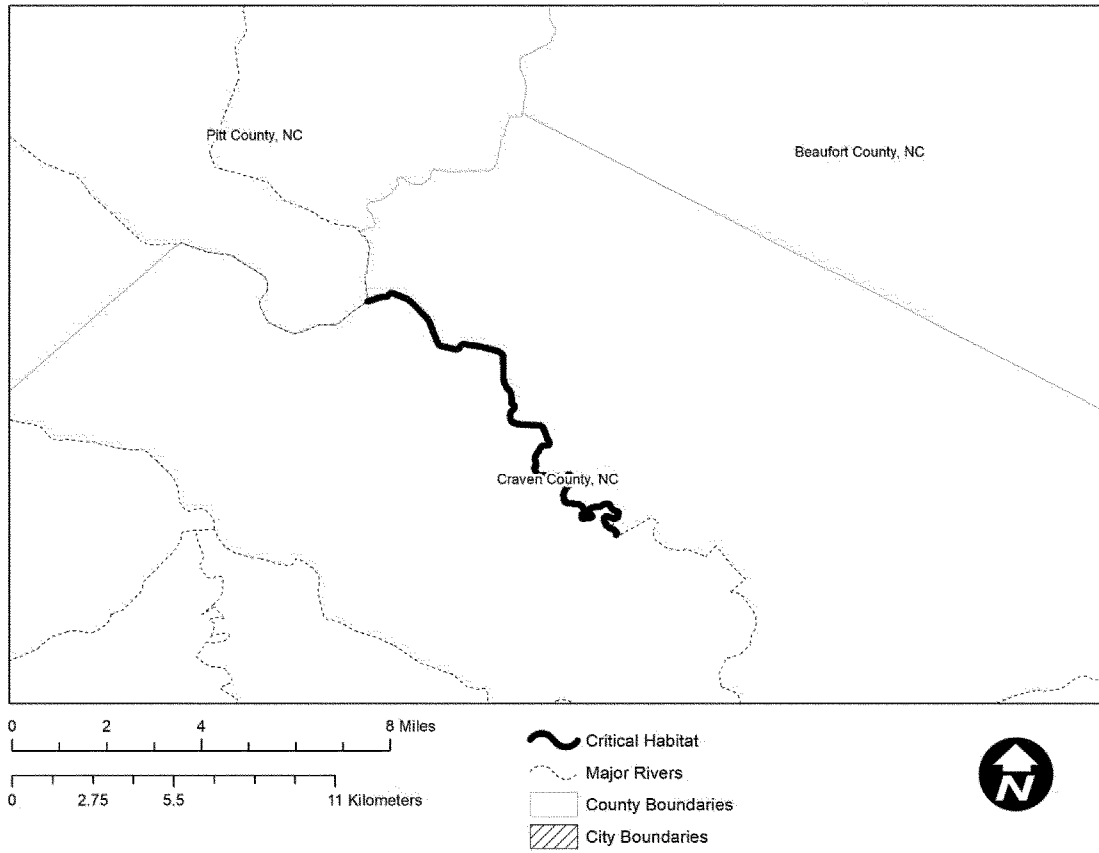 Pitt County, NC
Beaufort County, NC
Craven County, NC
0 2 4 8 Miles
0 2.75 5.5 11 Kilometers
Critical Habitat
Major Rivers
County Boundaries
City Boundaries
N